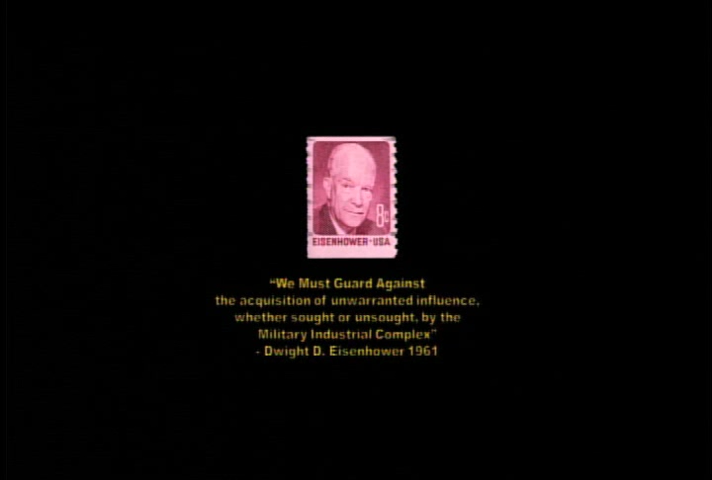 8c
EISENHOWER·USA
“We Must Guard Against
the acquisition of unwarranted influence,
whether sought or unsought, by the
Military Industrial Complex”
- Dwight D. Eisenhower 1961